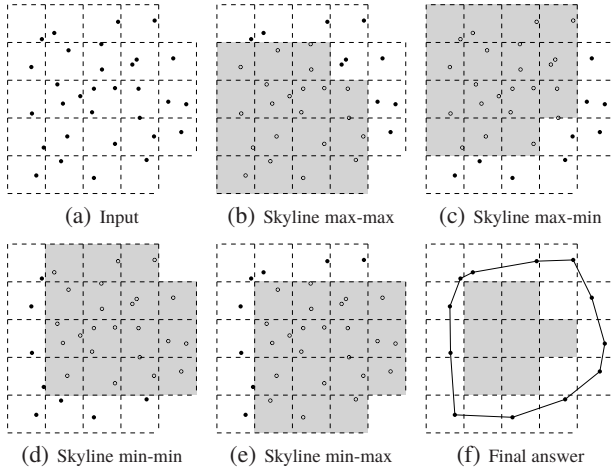 (a) Input
(b) Skyline max-max
(c) Skyline max-min
(d) Skyline min-min
(e) Skyline min-max
(f) Final answer